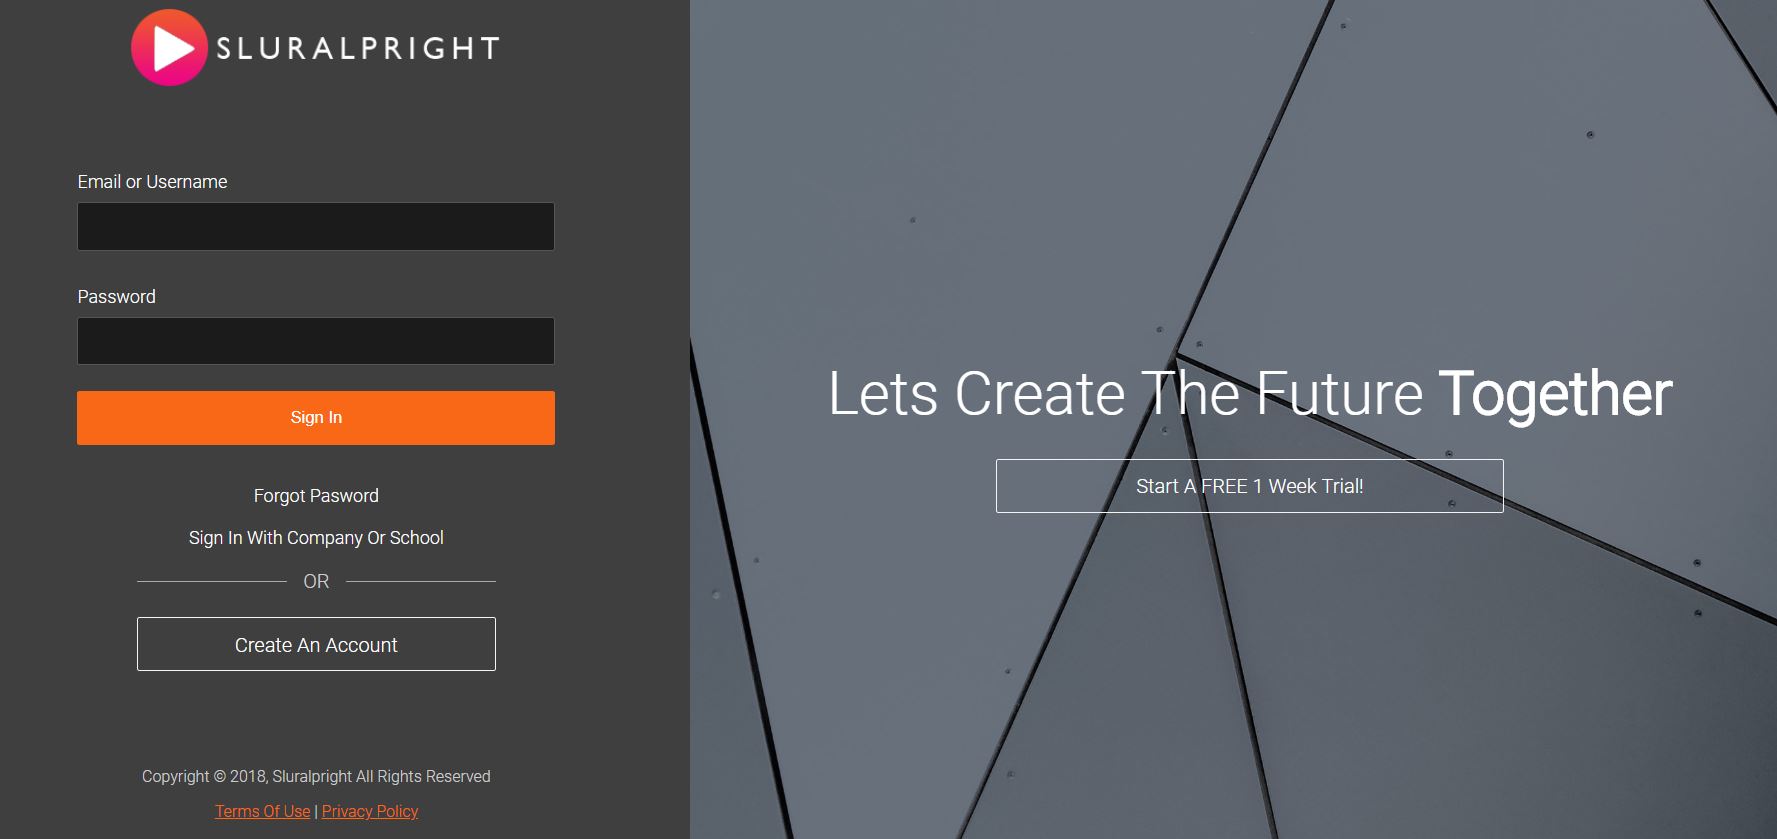 SLURALPRIGHT
Email or Username
Password
Sign In
Forgot Pasword
Sign In With Company Or School
OR
Create An Account
Copyright © 2018, Sluralpright All Rights Reserved
Terms Of Use | Privacy Policy
Lets Create The Future Together
Start A FREE 1 Week Trial!